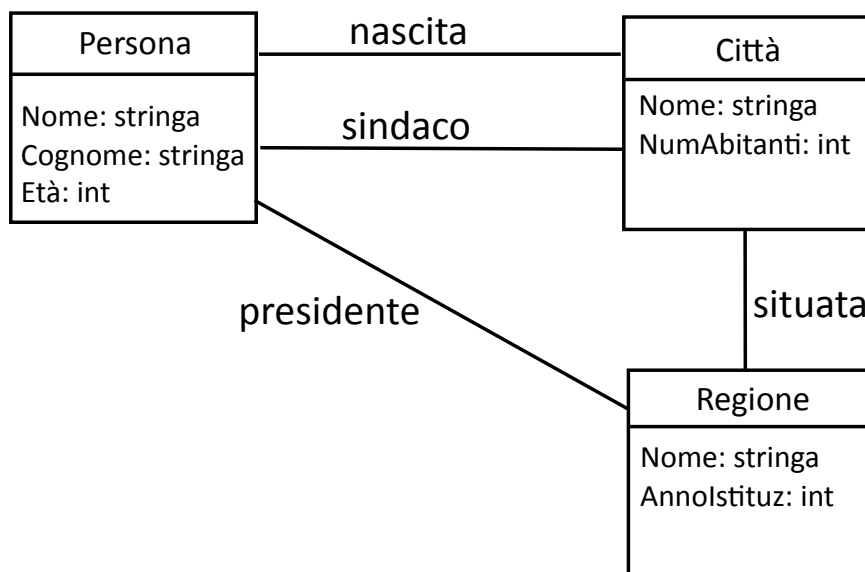 Persona
Nome: stringa
Cognome: stringa
Età: int
nascita
sindaco
Città
Nome: stringa
NumAbitanti: int
presidente
situata
Regione
Nome: stringa
AnnoIstituz: int